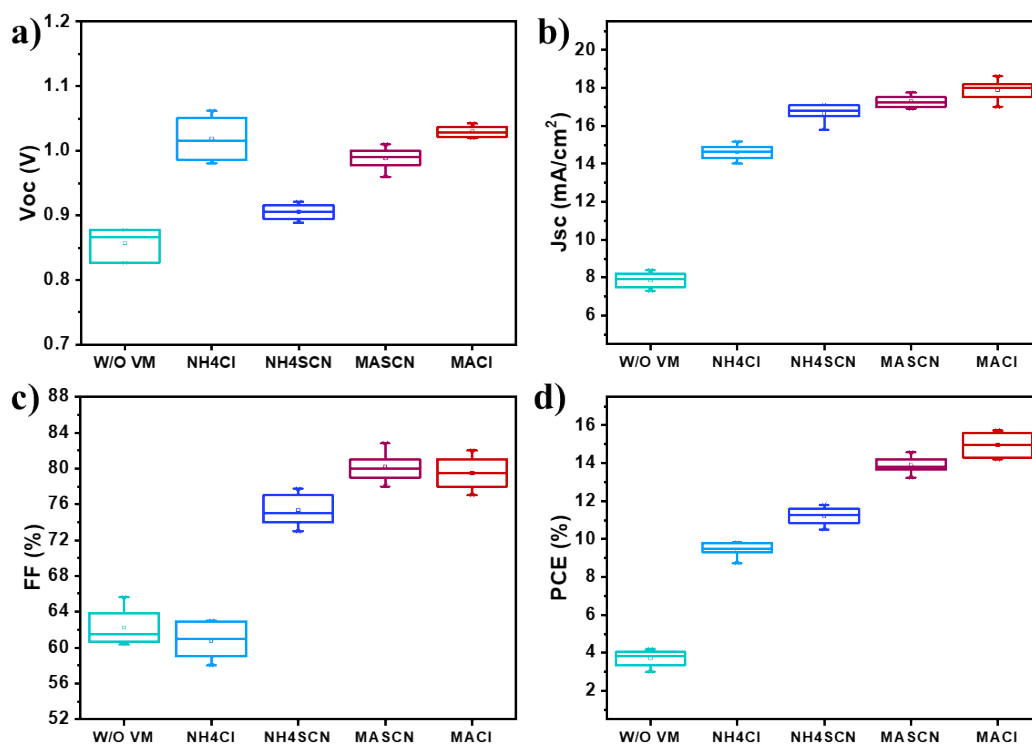 a)
1.2
1.1
1.0
0.9
0.8
0.7
Voc (V)
W/O VM NH4Cl NH4SCN MASCN MACl
b)
20
18
16
14
12
10
8
6
Jsc (mA/cm²)
W/O VM NH4Cl NH4SCN MASCN MACl
c)
88
84
80
76
72
68
64
60
56
52
FF (%)
W/O VM NH4Cl NH4SCN MASCN MACl
d)
16
14
12
10
8
6
4
2
PCE (%)
W/O VM NH4Cl NH4SCN MASCN MACl